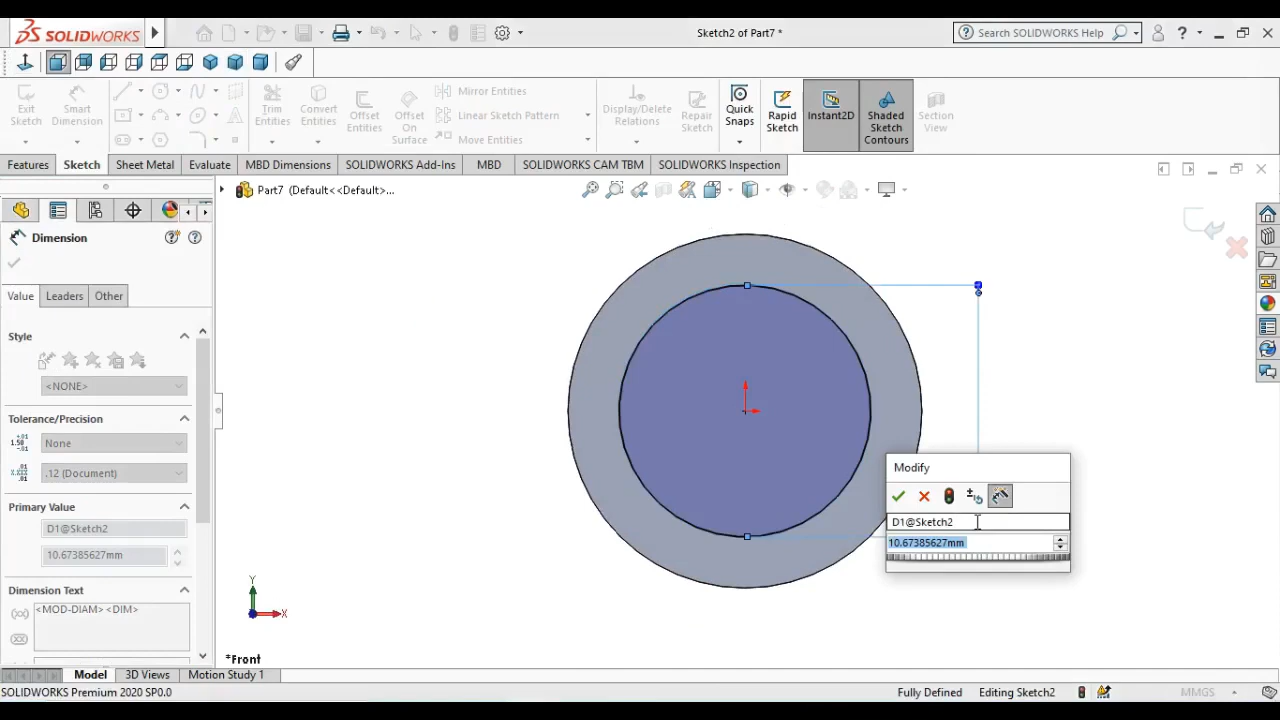 SOLIDWORKS
Sketch2 of Part7 *
Search SOLIDWORKS Help
?
Exit Sketch
Smart Dimension
Trim Entities
Convert Entities
Offset Entities
Offset On Surface
Mirror Entities
Linear Sketch Pattern
Move Entities
Display/Delete Relations
Repair Sketch
Quick Snaps
Rapid Sketch
Instant2D
Shaded Sketch Contours
Section View
Features
Sketch
Sheet Metal
Evaluate
MBD Dimensions
SOLIDWORKS Add-Ins
MBD
SOLIDWORKS CAM TBM
SOLIDWORKS Inspection
Part7 (Default<<Default>...
Dimension
Value
Leaders
Other
Style
<NONE>
Tolerance/Precision
None
.12 (Document)
Primary Value
D1@Sketch2
10.67385627mm
Dimension Text
<MOD-DIAM> <DIM>
Modify
D1@Sketch2
10.67385627mm
Y
X
*Front
Model
3D Views
Motion Study 1
SOLIDWORKS Premium 2020 SP0.0
Fully Defined
Editing Sketch2
MMGS